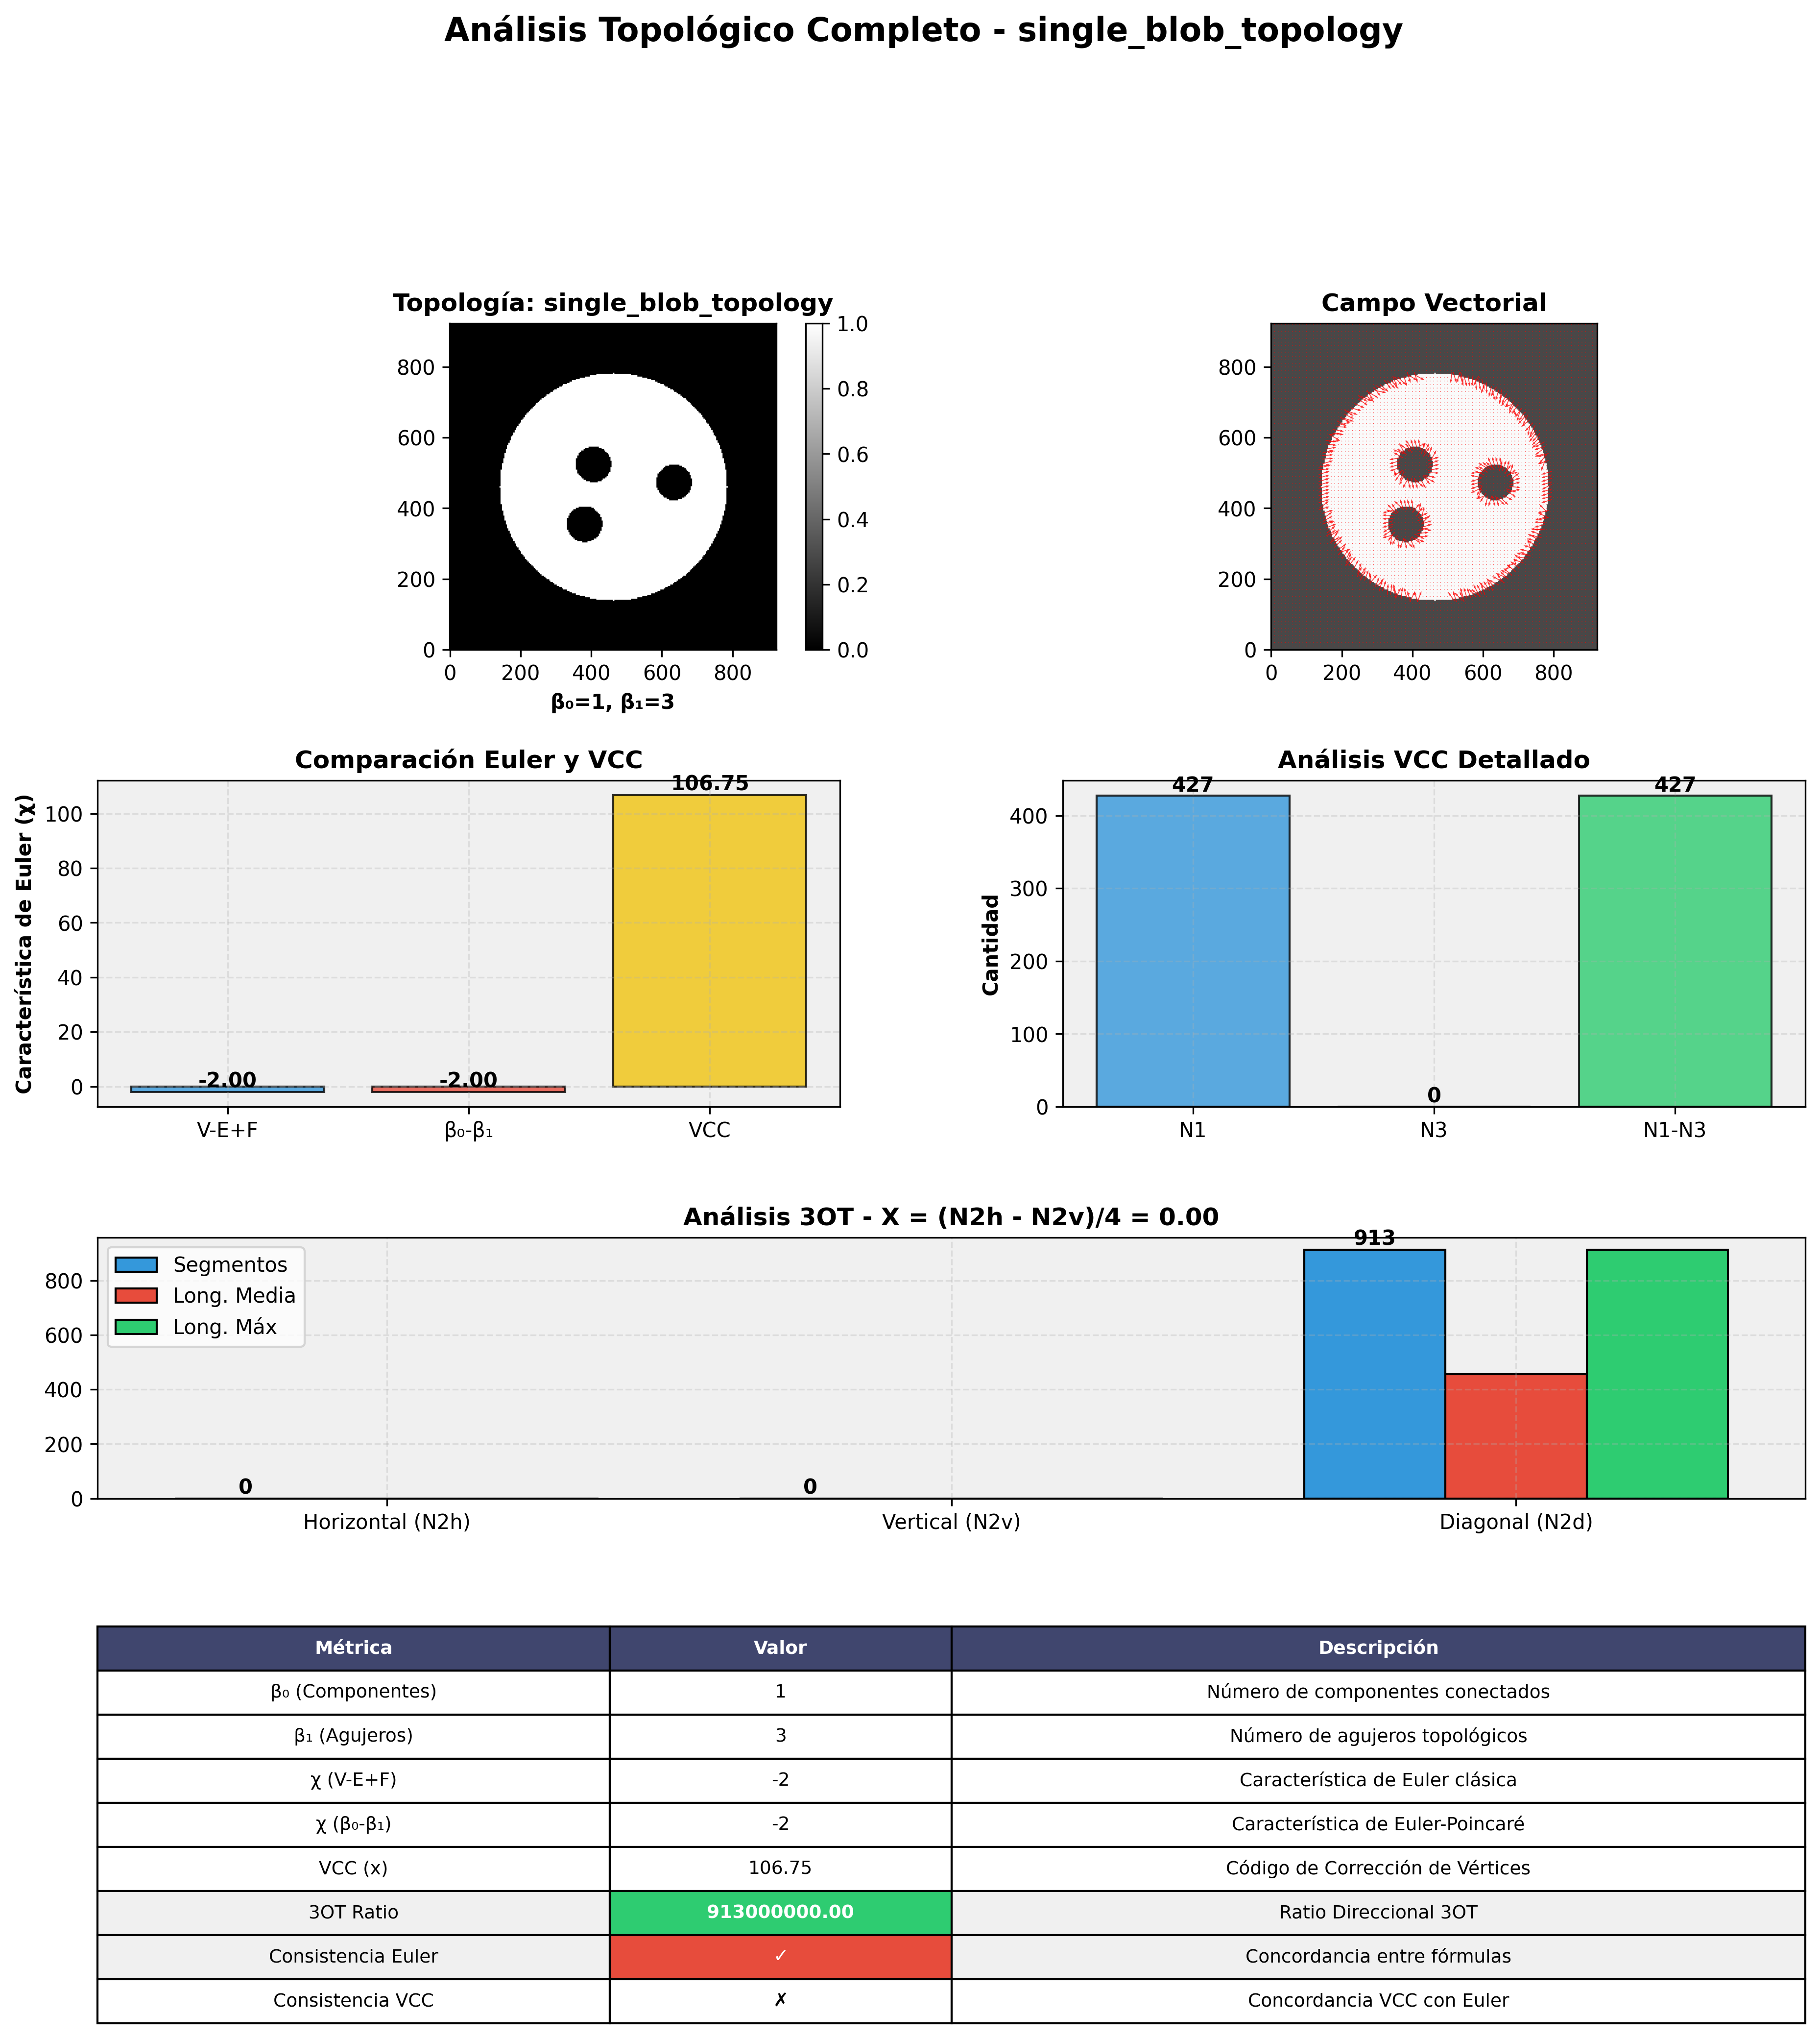 Análisis Topológico Completo - single_blob_topology
Topología: single_blob_topology
800
600
400
200
0
0 200 400 600 800
β₀=1, β₁=3
1.0
0.8
0.6
0.4
0.2
0.0
Campo Vectorial
800
600
400
200
0
0 200 400 600 800
Comparación Euler y VCC
Característica de Euler (χ)
100
80
60
40
20
0
-2.00 -2.00 106.75
V-E+F β₀-β₁ VCC
Análisis VCC Detallado
Cantidad
400
300
200
100
0
427 0 427
N1 N3 N1-N3
Análisis 3OT - X = (N2h - N2v)/4 = 0.00
Segmentos
Long. Media
Long. Máx
800
600
400
200
0
0 0 913
Horizontal (N2h) Vertical (N2v) Diagonal (N2d)
Métrica Valor Descripción
β₀ (Componentes) 1 Número de componentes conectados
β₁ (Agujeros) 3 Número de agujeros topológicos
χ (V-E+F) -2 Característica de Euler clásica
χ (β₀-β₁) -2 Característica de Euler-Poincaré
VCC (x) 106.75 Código de Corrección de Vértices
3OT Ratio 913000000.00 Ratio Direccional 3OT
Consistencia Euler ✓ Concordancia entre fórmulas
Consistencia VCC ✗ Concordancia VCC con Euler